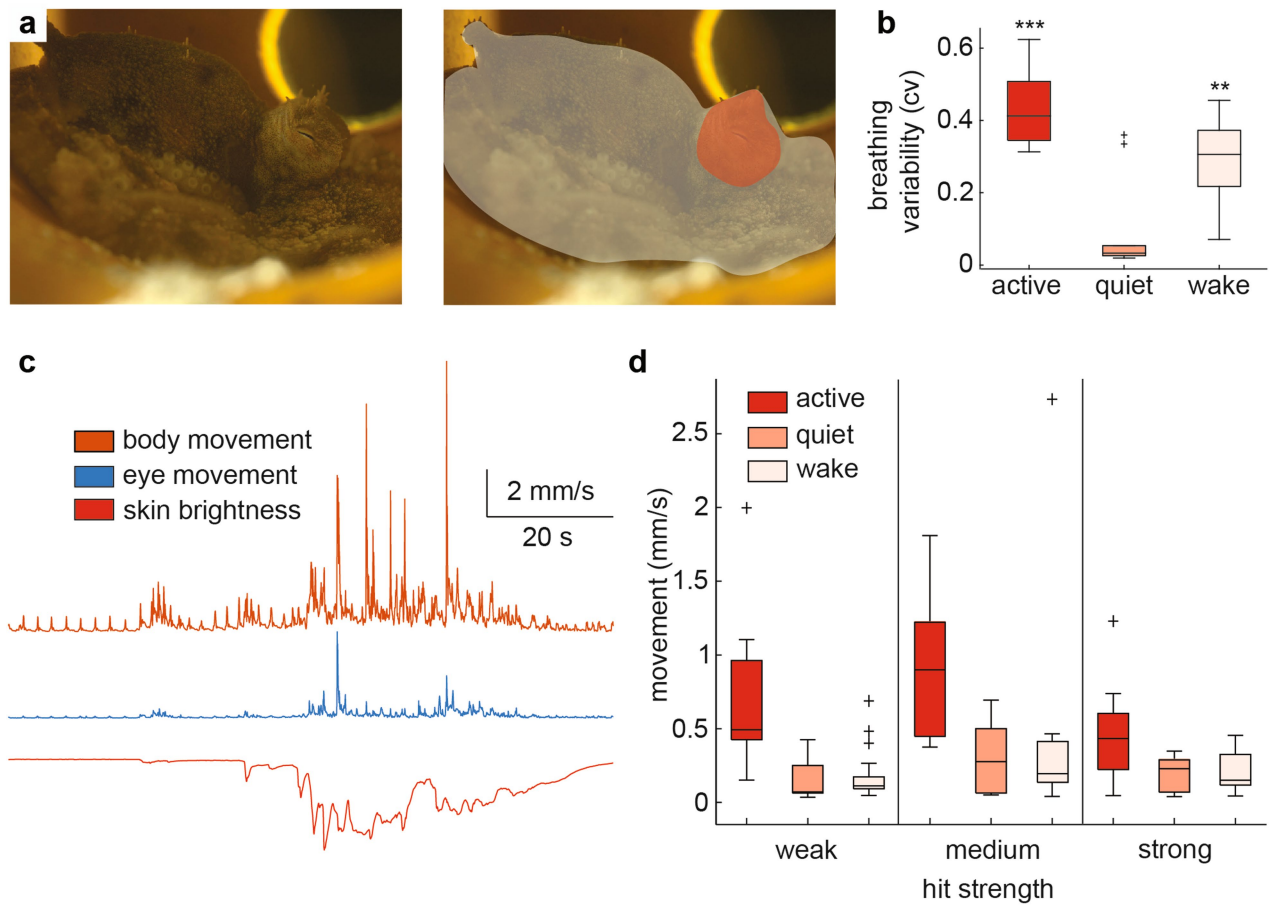 a
b
0.6
0.4
0.2
0
breathing
variability (cv)
***
**
active quiet wake
c
body movement
eye movement
skin brightness
2 mm/s
20 s
d
active
quiet
wake
2.5
2
1.5
1
0.5
0
movement (mm/s)
weak medium strong
hit strength